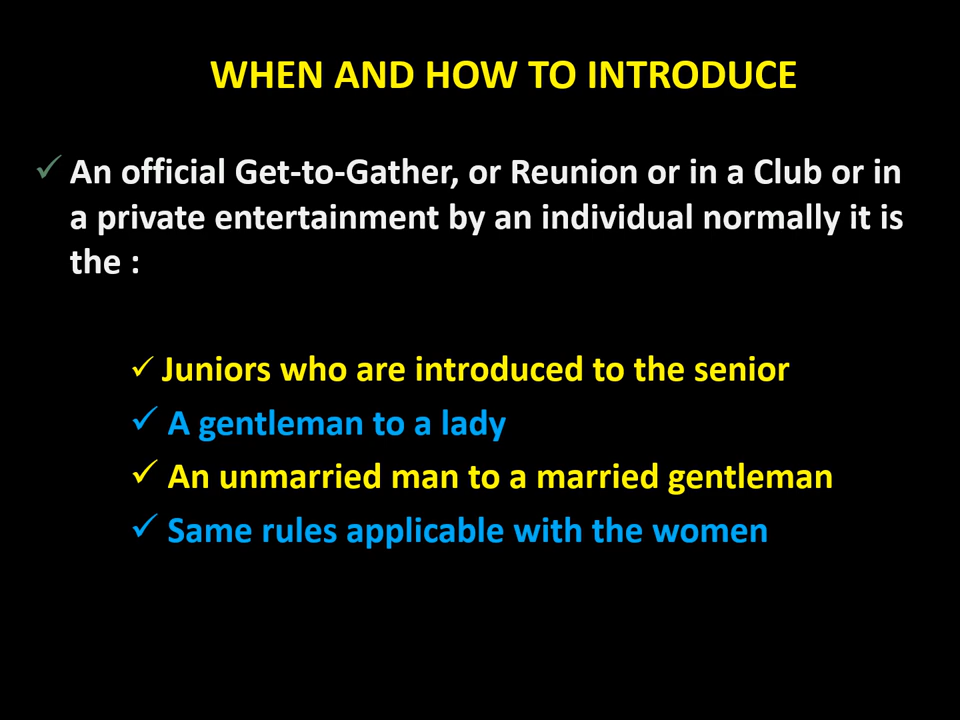 WHEN AND HOW TO INTRODUCE
An official Get-to-Gather, or Reunion or in a Club or in
a private entertainment by an individual normally it is
the :
Juniors who are introduced to the senior
A gentleman to a lady
An unmarried man to a married gentleman
Same rules applicable with the women